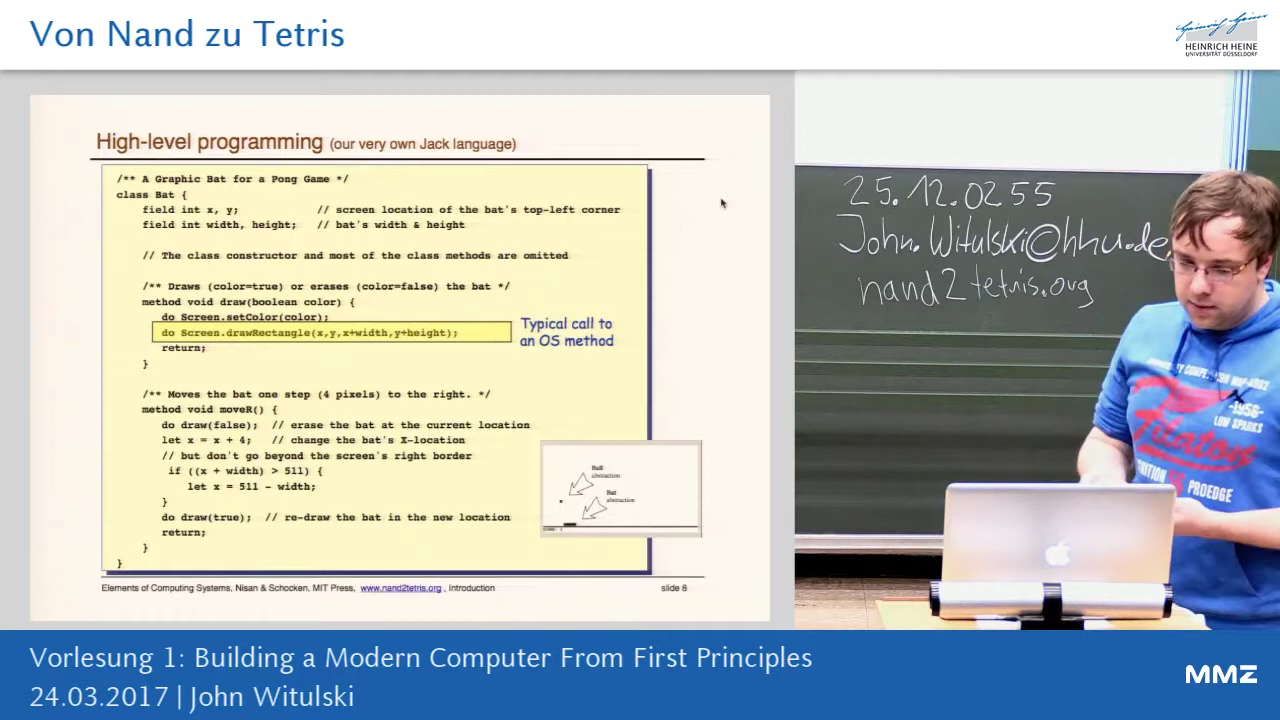 Von Nand zu Tetris
HEINRICH HEINE
UNIVERSITÄT DÜSSELDORF
High-level programming (our very own Jack language)
/** A Graphic Bat for a Pong Game */
class Bat {
field int x, y; // screen location of the bat's top-left corner
field int width, height; // bat's width & height
// The class constructor and most of the class methods are omitted
/** Draws (color=true) or erases (color=false) the bat */
method void draw(boolean color) {
do Screen.setColor(color);
do Screen.drawRectangle(x,y,x+width,y+height);
return;
}
Typical call to
an OS method
/** Moves the bat one step (4 pixels) to the right. */
method void moveR() {
do draw(false); // erase the bat at the current location
let x = x + 4; // change the bat's X-location
// but don't go beyond the screen's right border
if ((x + width) > 511) {
let x = 511 - width;
}
do draw(true); // re-draw the bat in the new location
return;
}
}
Ball
abstraction
Bat
abstraction
Elements of Computing Systems, Nisan & Schocken, MIT Press, www.nand2tetris.org , Introduction
slide 8
25.12.0255
John.Witulski@hhu.de
nand2tetris.org
-1956-
LOW SPARKS
PROEDGE
Vorlesung 1: Building a Modern Computer From First Principles
24.03.2017 | John Witulski
MMZ